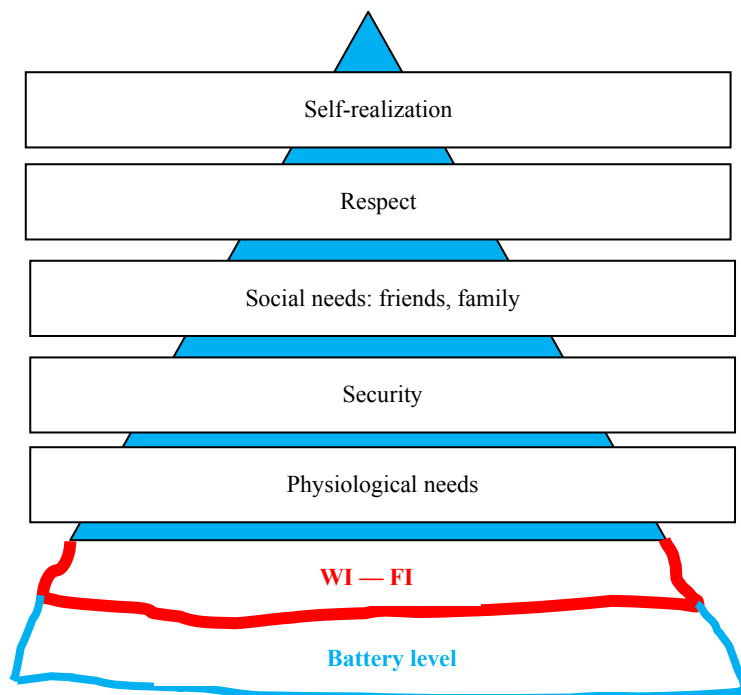 Self-realization
Respect
Social needs: friends, family
Security
Physiological needs
WI — FI
Battery level